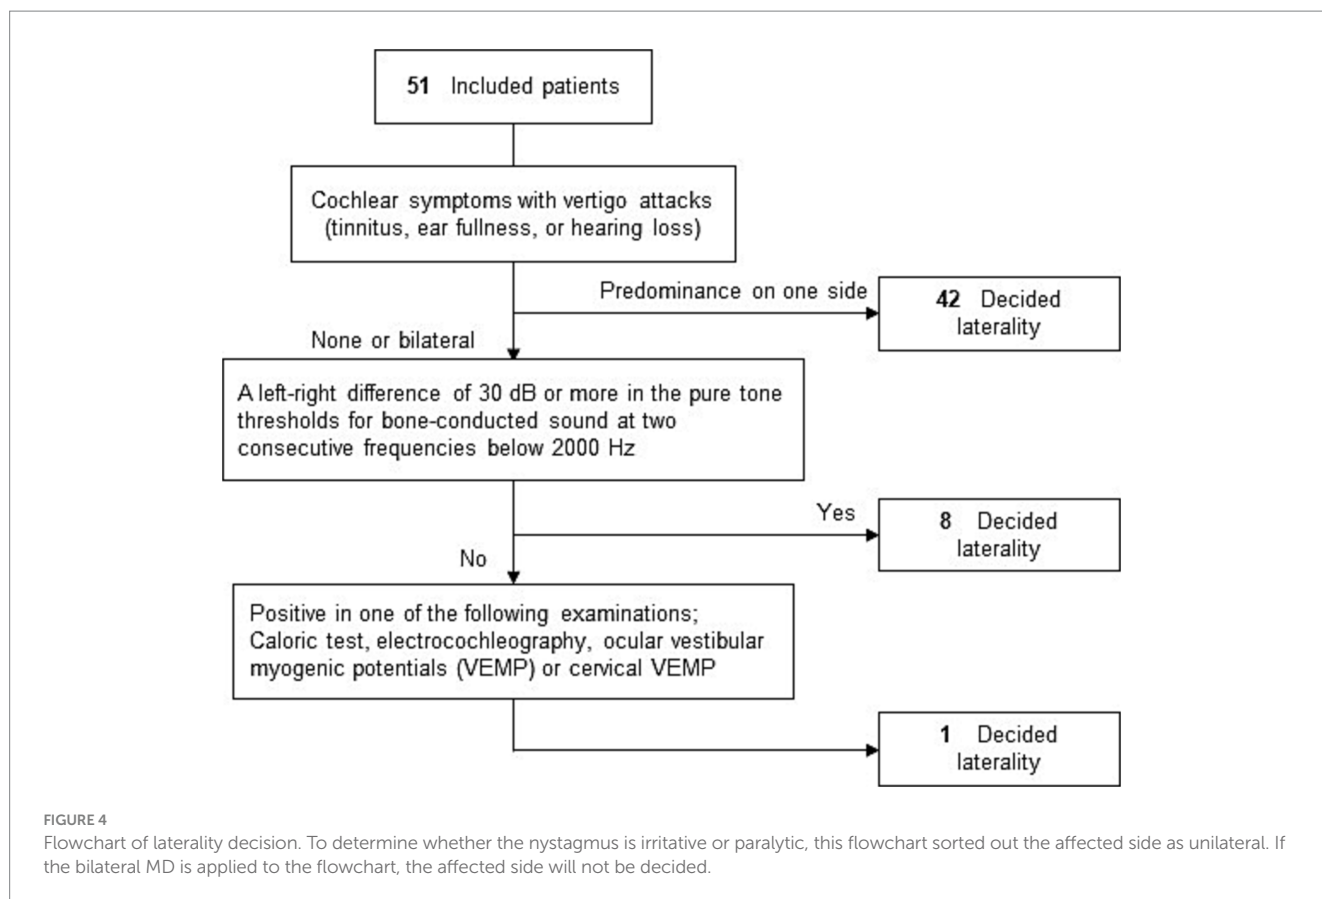 51 Included patients
Cochlear symptoms with vertigo attacks
(tinnitus, ear fullness, or hearing loss)
Predominance on one side
42 Decided
laterality
None or bilateral
A left-right difference of 30 dB or more in the pure tone
thresholds for bone-conducted sound at two
consecutive frequencies below 2000 Hz
Yes
8 Decided
laterality
No
Positive in one of the following examinations;
Caloric test, electrocochleography, ocular vestibular
myogenic potentials (VEMP) or cervical VEMP
1 Decided
laterality
FIGURE 4
Flowchart of laterality decision. To determine whether the nystagmus is irritative or paralytic, this flowchart sorted out the affected side as unilateral. If
the bilateral MD is applied to the flowchart, the affected side will not be decided.